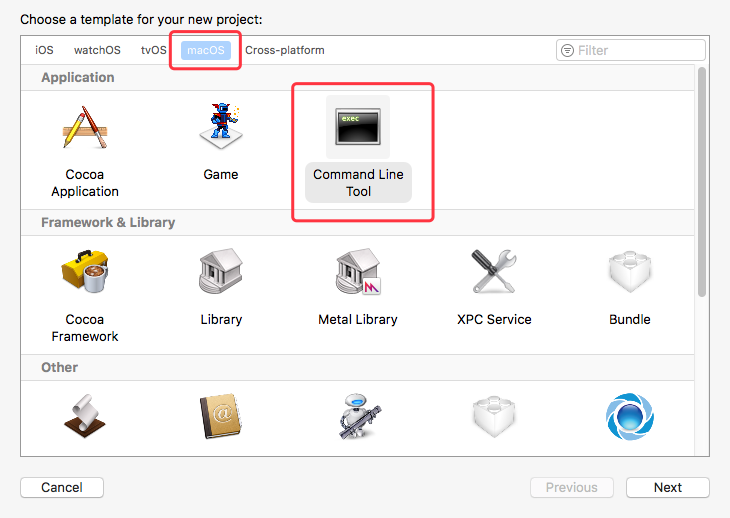 Choose a template for your new project:
iOS watchOS tvOS macOS Cross-platform Filter
Application
exec
Cocoa Application
Game
Command Line Tool
Framework & Library
Cocoa Framework
Library
Metal Library
XPC Service
Bundle
Other
@
Cancel Previous Next